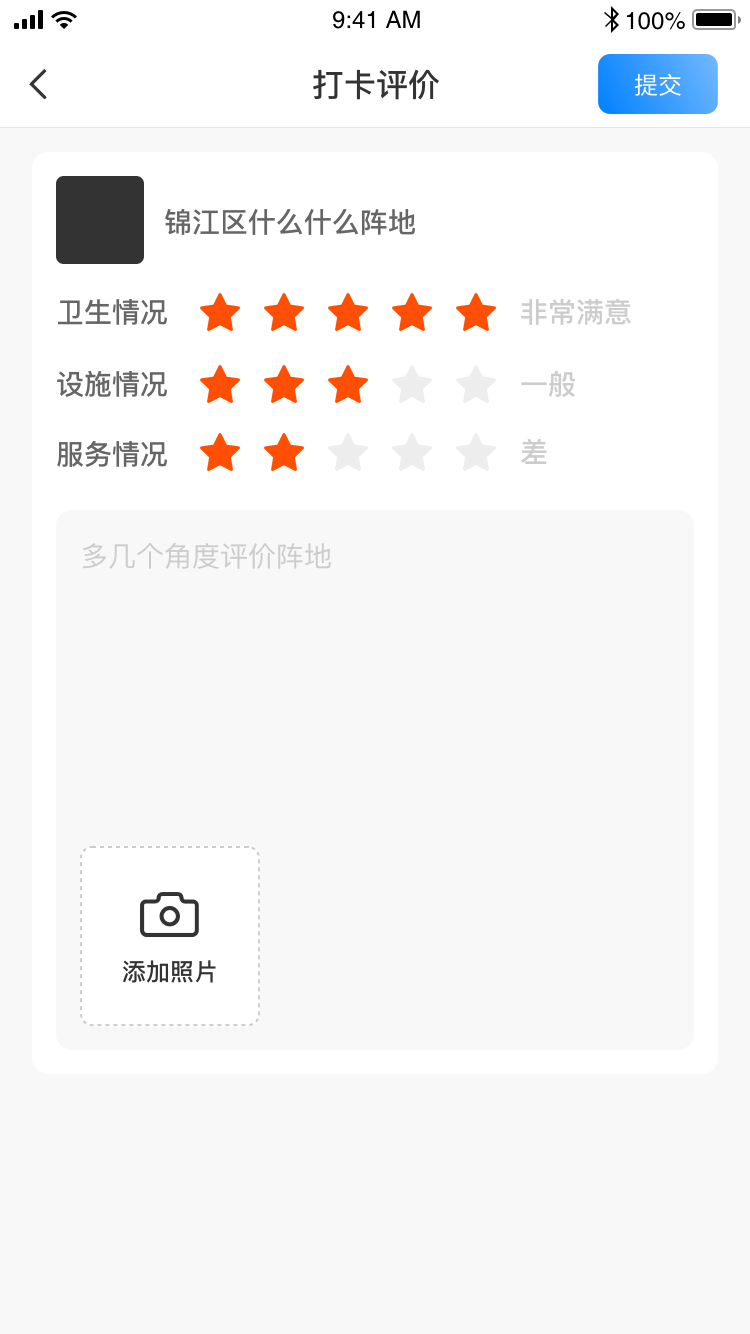 9:41 AM
100%
打卡评价
提交
锦江区什么什么阵地
卫生情况 非常满意
设施情况 一般
服务情况 差
多几个角度评价阵地
添加照片